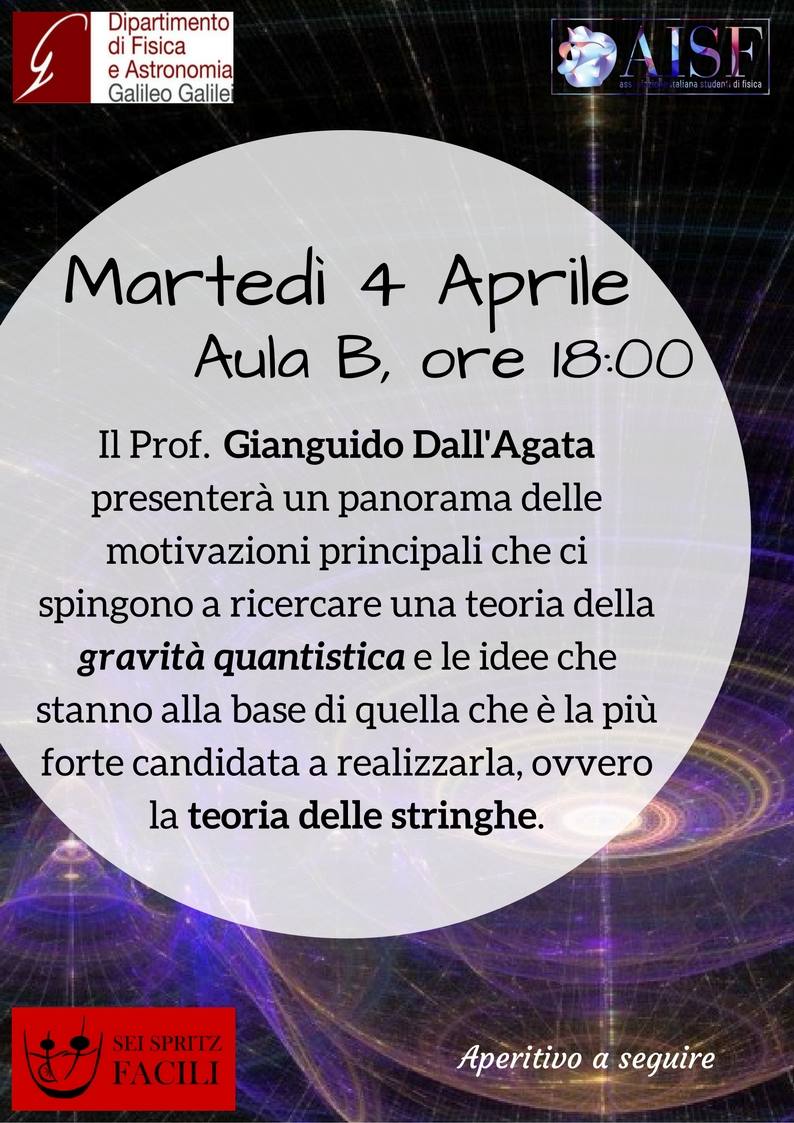 Dipartimento
di Fisica
e Astronomia
Galileo Galilei
AISF
associazione italiana studenti di fisica
Martedì 4 Aprile
Aula B, ore 18:00
Il Prof. Gianguido Dall'Agata
presenterà un panorama delle
motivazioni principali che ci
spingono a ricercare una teoria della
gravità quantistica e le idee che
stanno alla base di quella che è la più
forte candidata a realizzarla, ovvero
la teoria delle stringhe.
SEI SPRITZ
FACILI
Aperitivo a seguire